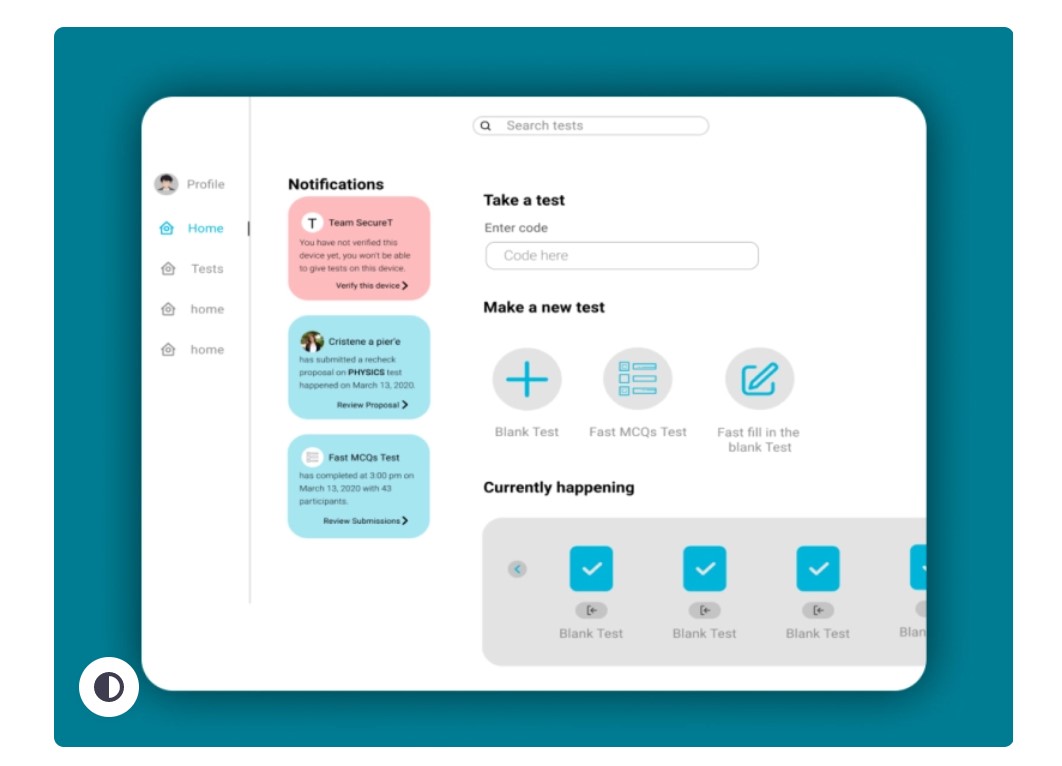 Search tests
Profile
Home
Tests
home
home
Notifications
T Team SecureT
You have not verified this
device yet, you won't be able
to give tests on this device.
Verify this device
Cristene a pier'e
has submitted a recheck
proposal on PHYSICS test
happened on March 13, 2020.
Review Proposal
Fast MCQs Test
has completed at 3:00 pm on
March 13, 2020 with 43
participants.
Review Submissions
Take a test
Enter code
Code here
Make a new test
Blank Test
Fast MCQs Test
Fast fill in the
blank Test
Currently happening
Blank Test
Blank Test
Blank Test
Blan